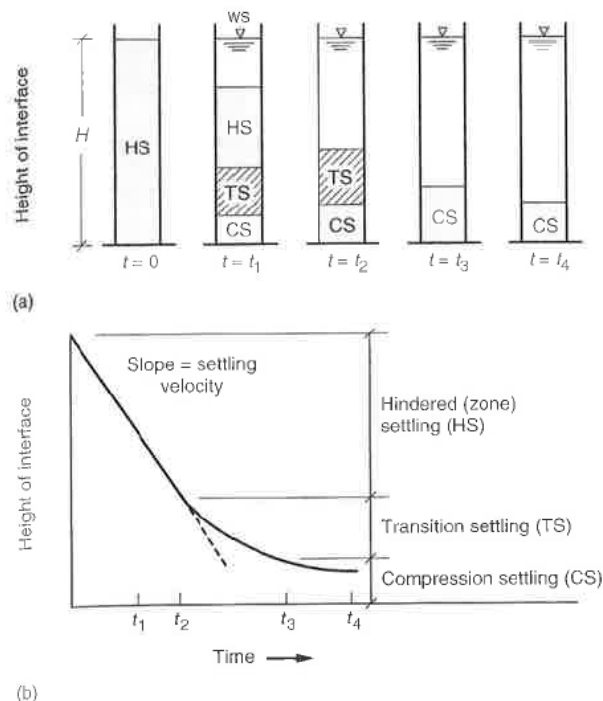 WS
Height of interface
H
HS
HS
TS
CS
TS
CS
CS
CS
t = 0
t = t₁
t = t₂
t = t₃
t = t₄
(a)
Height of interface
Slope = settling
velocity
Hindered (zone)
settling (HS)
Transition settling (TS)
Compression settling (CS)
t₁
t₂
t₃
t₄
Time
(b)